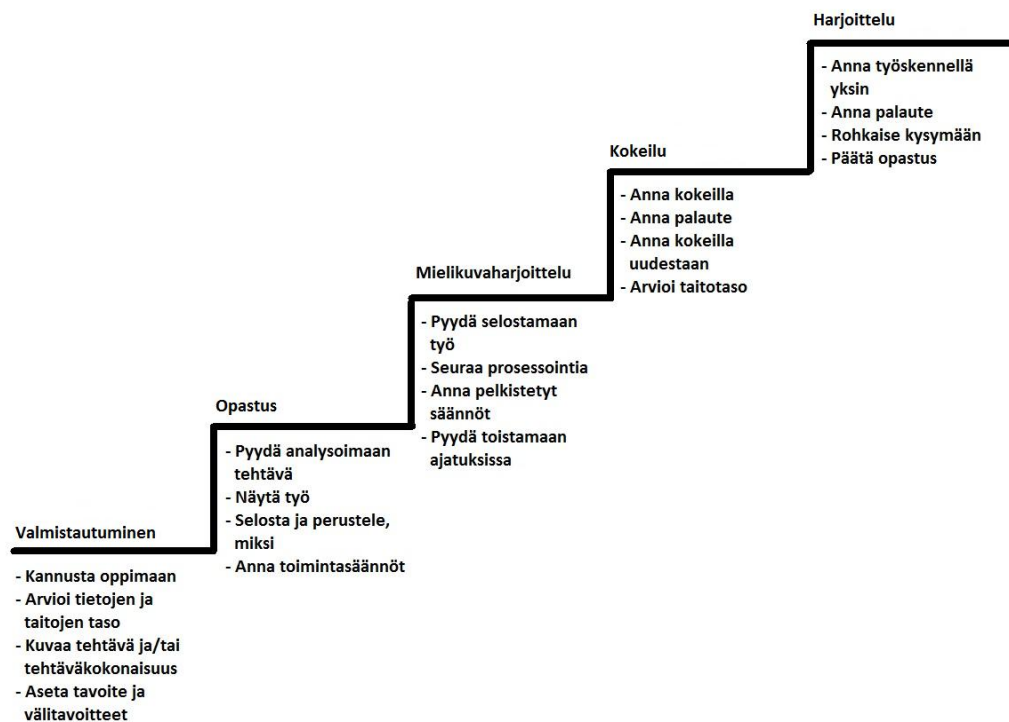 Harjoittelu
- Anna työskennellä
yksin
- Anna palaute
- Rohkaise kysymään
- Päätä opastus
Kokeilu
- Anna kokeilla
- Anna palaute
- Anna kokeilla
uudestaan
- Arvioi taitotaso
Mielikuvaharjoittelu
- Pyydä selostamaan
työ
- Seuraa prosessointia
- Anna pelkistetyt
säännöt
- Pyydä toistamaan
ajatuksissa
Opastus
- Pyydä analysoimaan
tehtävä
- Näytä työ
- Selosta ja perustele,
miksi
- Anna toimintasäännöt
Valmistautuminen
- Kannusta oppimaan
- Arvioi tietojen ja
taitojen taso
- Kuvaa tehtävä ja/tai
tehtäväkokonaisuus
- Aseta tavoite ja
välitavoitteet